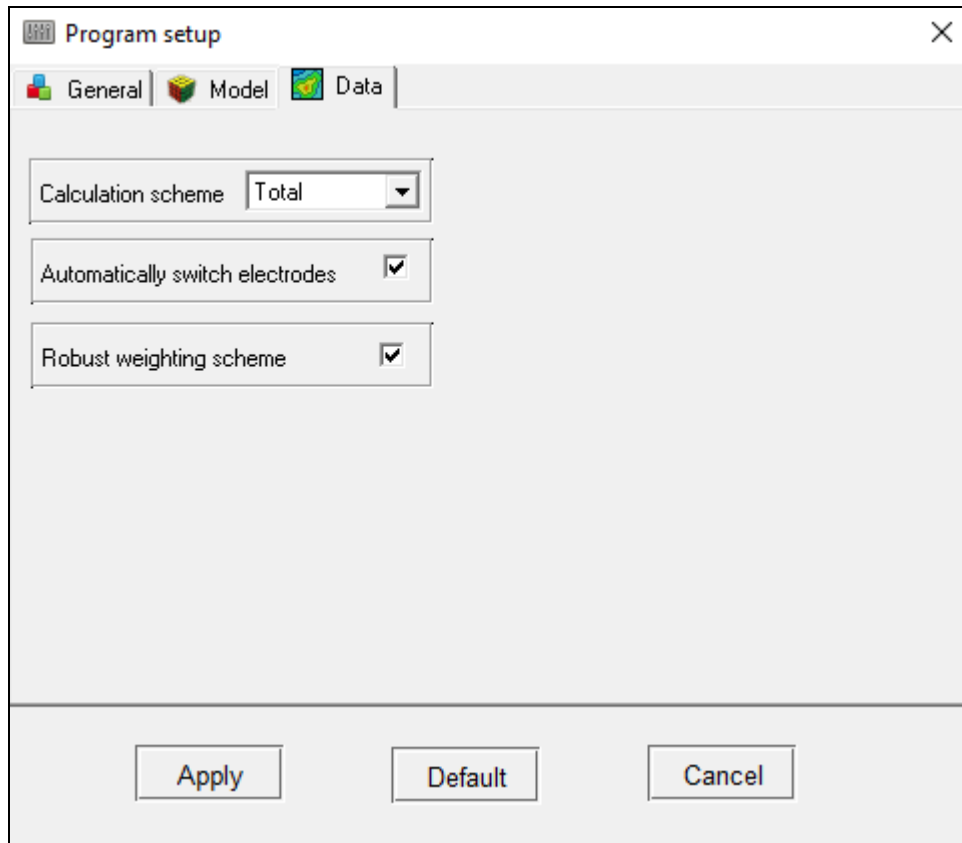 Program setup
General Model Data
Calculation scheme Total
Automatically switch electrodes
Robust weighting scheme
Apply Default Cancel